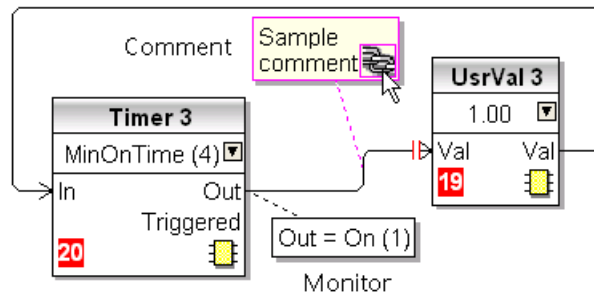 Comment
Sample
comment
UsrVal 3
1.00
Val Val
19
Timer 3
MinOnTime (4)
In Out
Triggered
20
Out = On (1)
Monitor